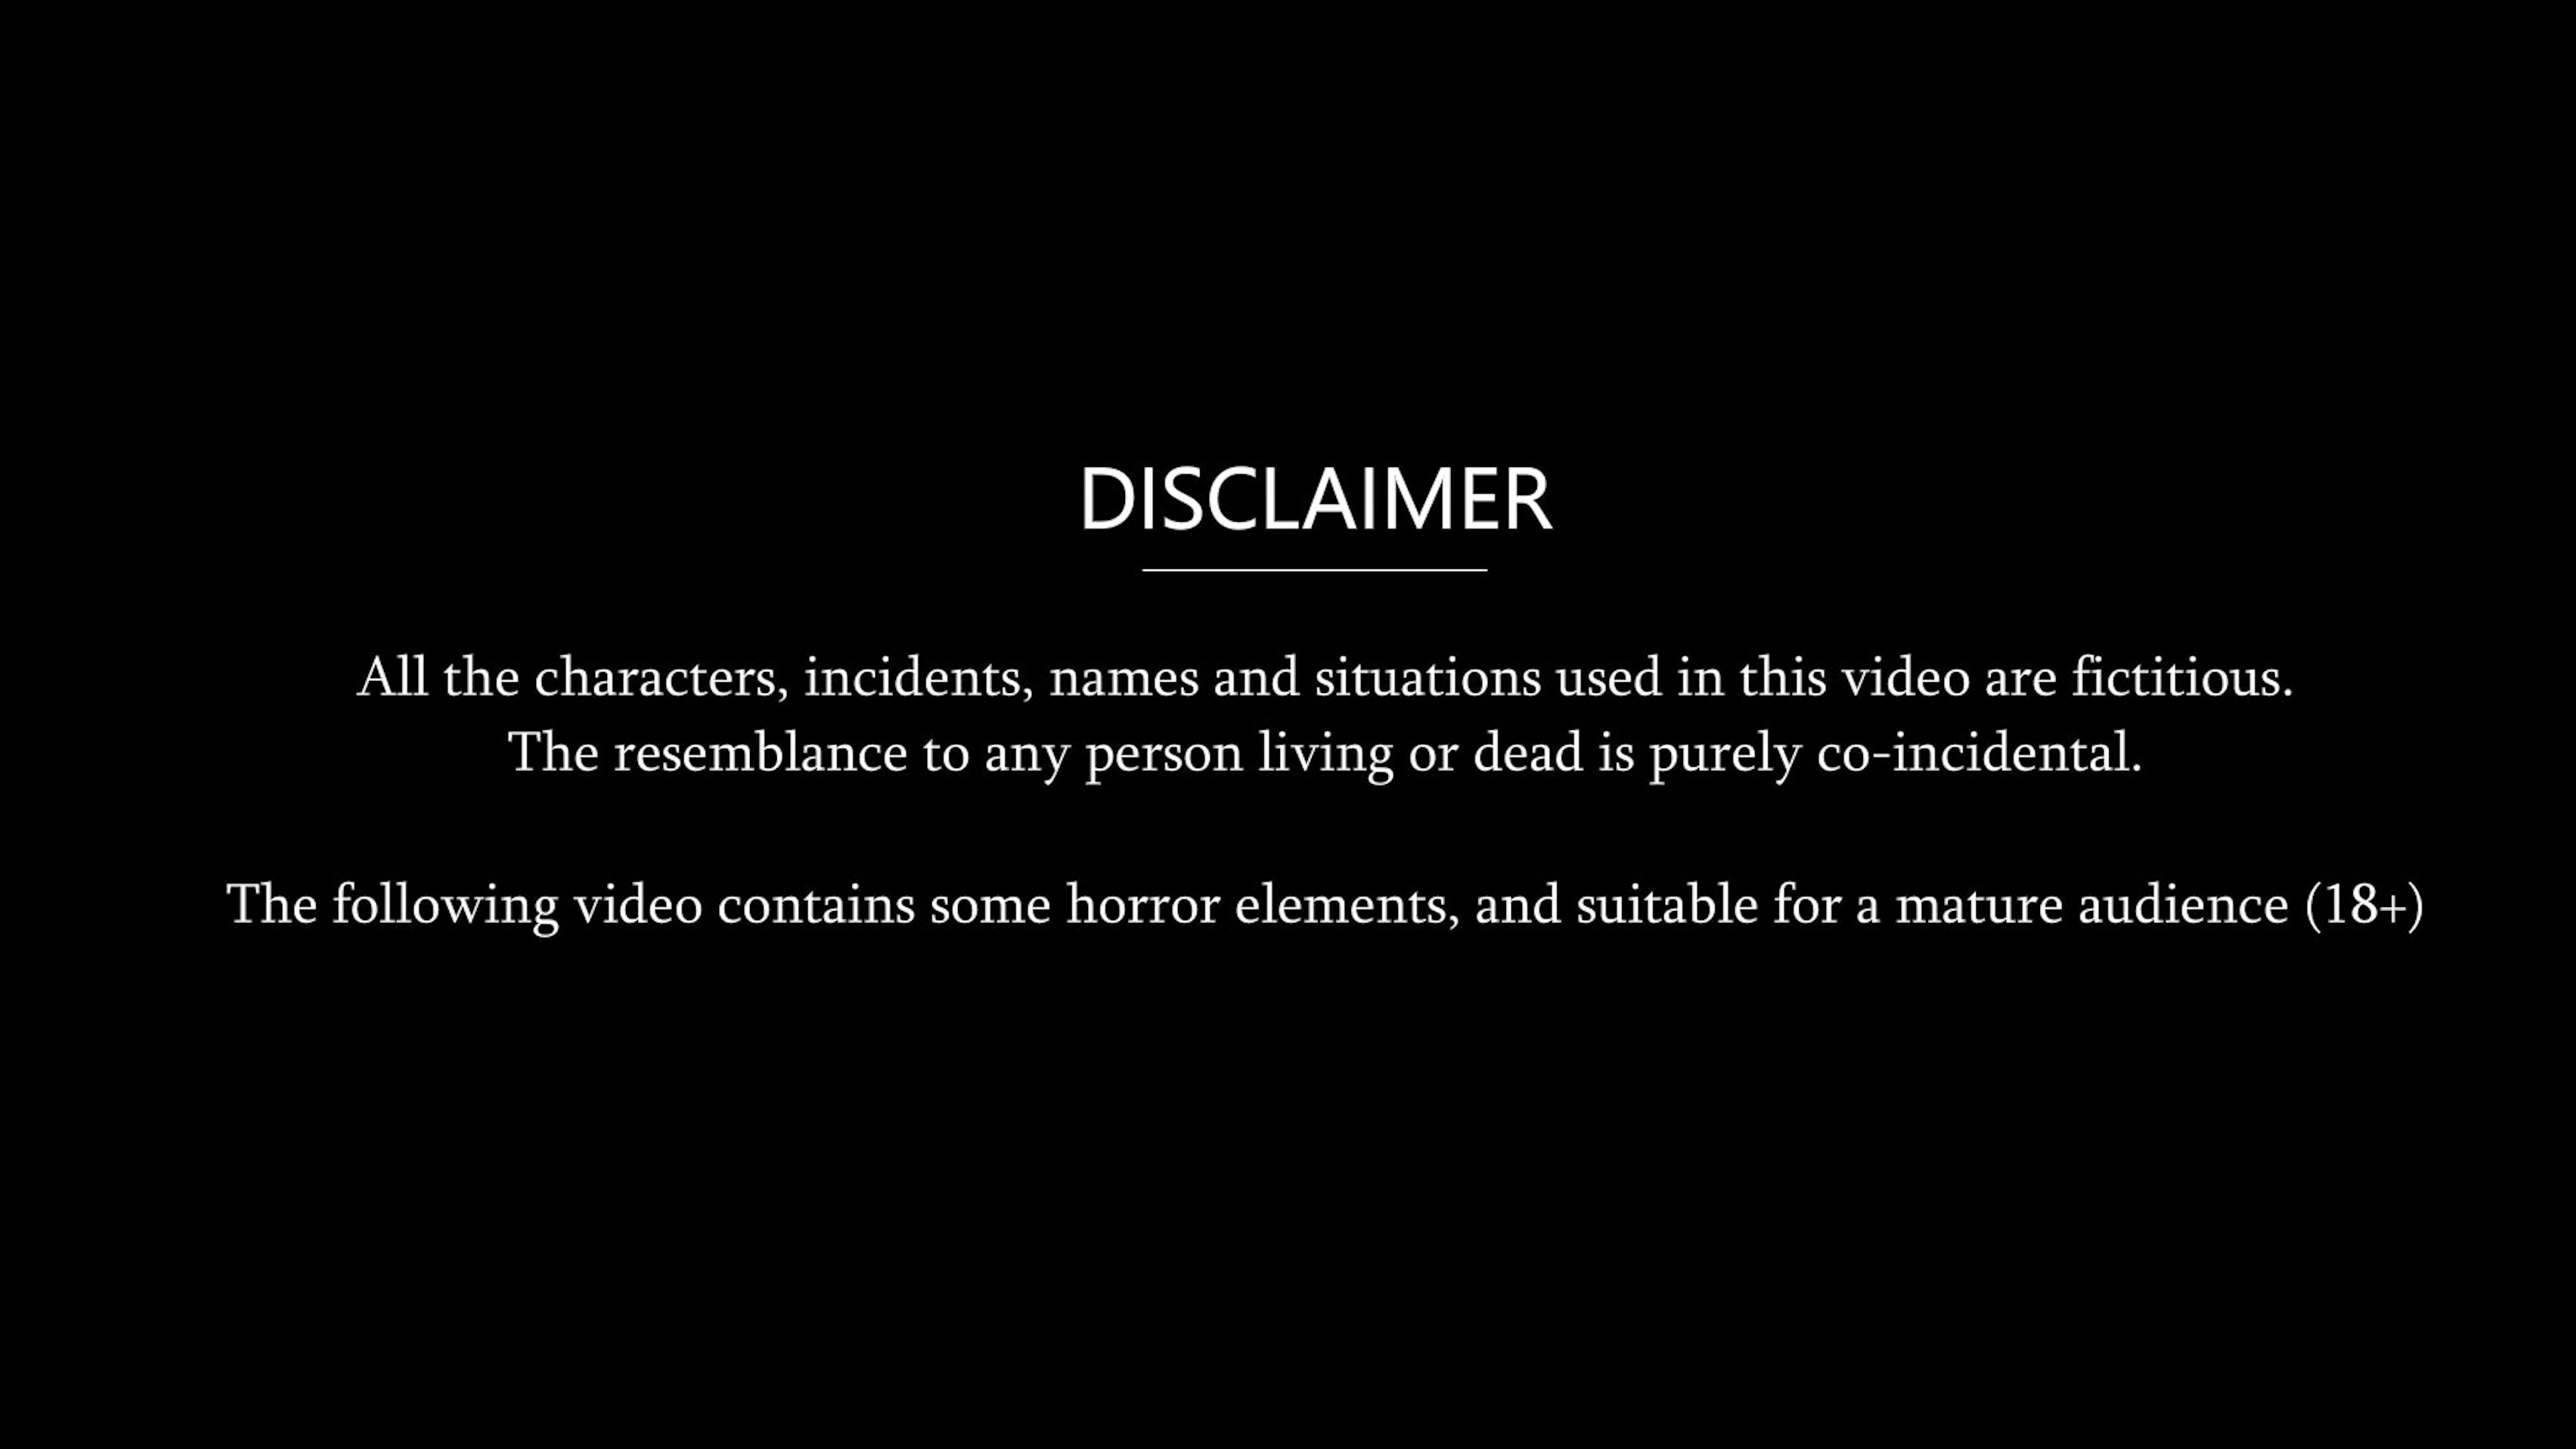 DISCLAIMER
All the characters, incidents, names and situations used in this video are fictitious.
The resemblance to any person living or dead is purely co-incidental.
The following video contains some horror elements, and suitable for a mature audience (18+)